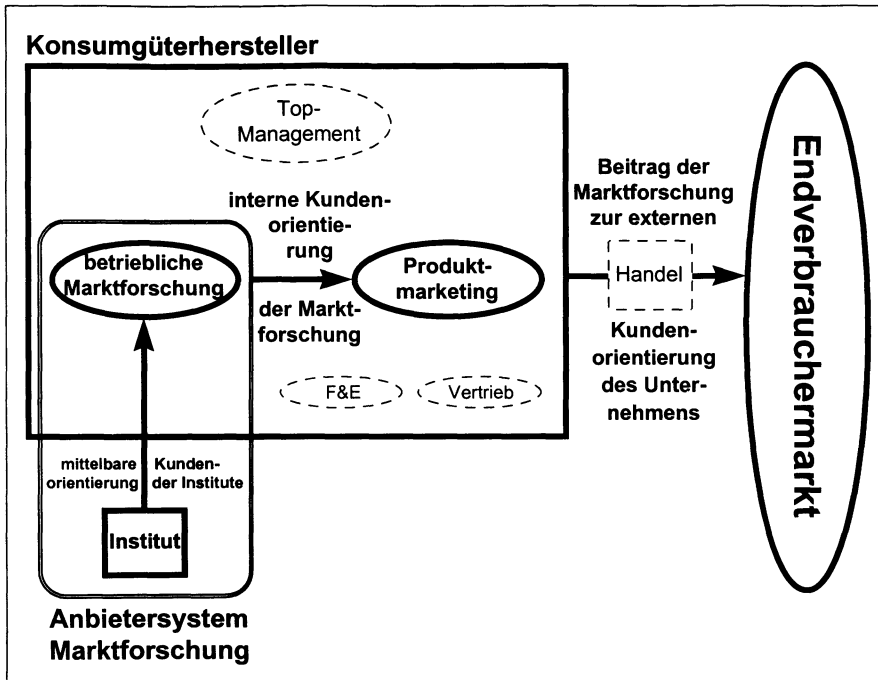 Konsumgüterhersteller
Top-
Management
interne Kunden-
orientie-
rung
betriebliche
Marktforschung
Produkt-
marketing
der Markt-
forschung
F&E
Vertrieb
Beitrag der
Marktforschung
zur externen
Handel
Kunden-
orientierung
des Unter-
nehmens
Endverbrauchermarkt
mittelbare Kunden-
orientierung der Institute
Institut
Anbietersystem
Marktforschung